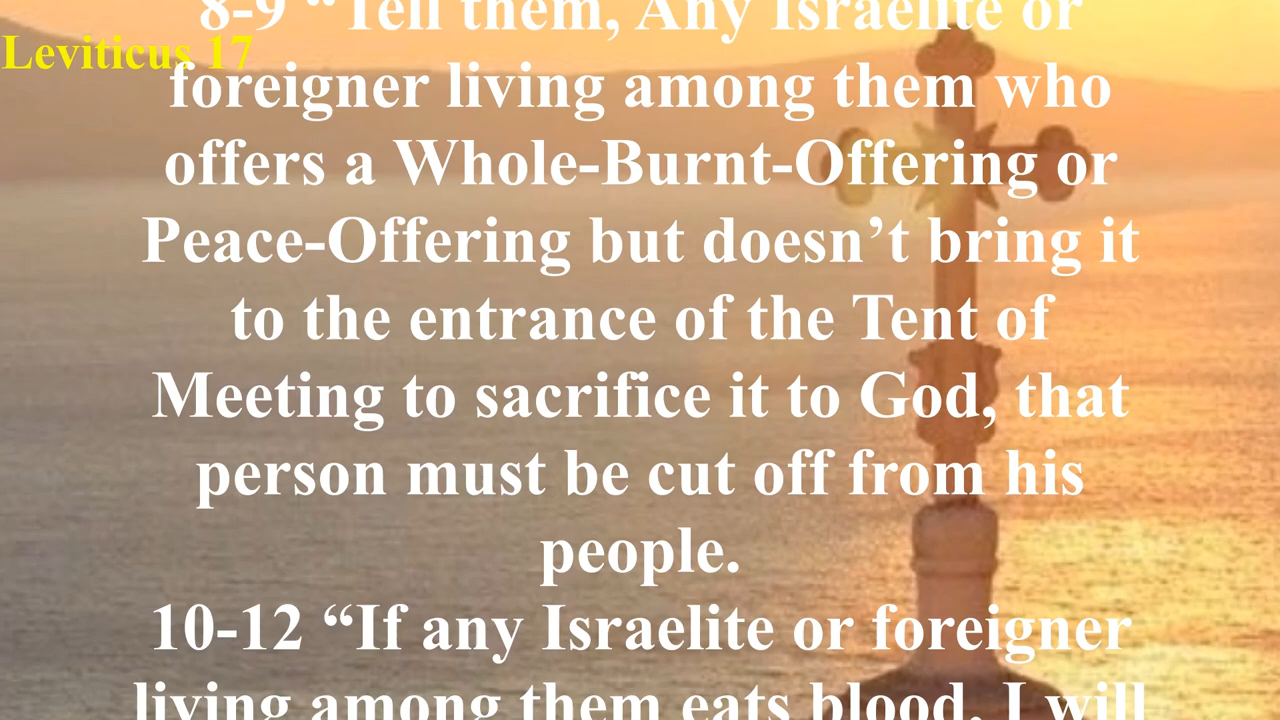 8-9 “Tell them, Any Israelite or
Leviticus 17
foreigner living among them who
offers a Whole-Burnt-Offering or
Peace-Offering but doesn’t bring it
to the entrance of the Tent of
Meeting to sacrifice it to God, that
person must be cut off from his
people.
10-12 “If any Israelite or foreigner
living among them eats blood, I will